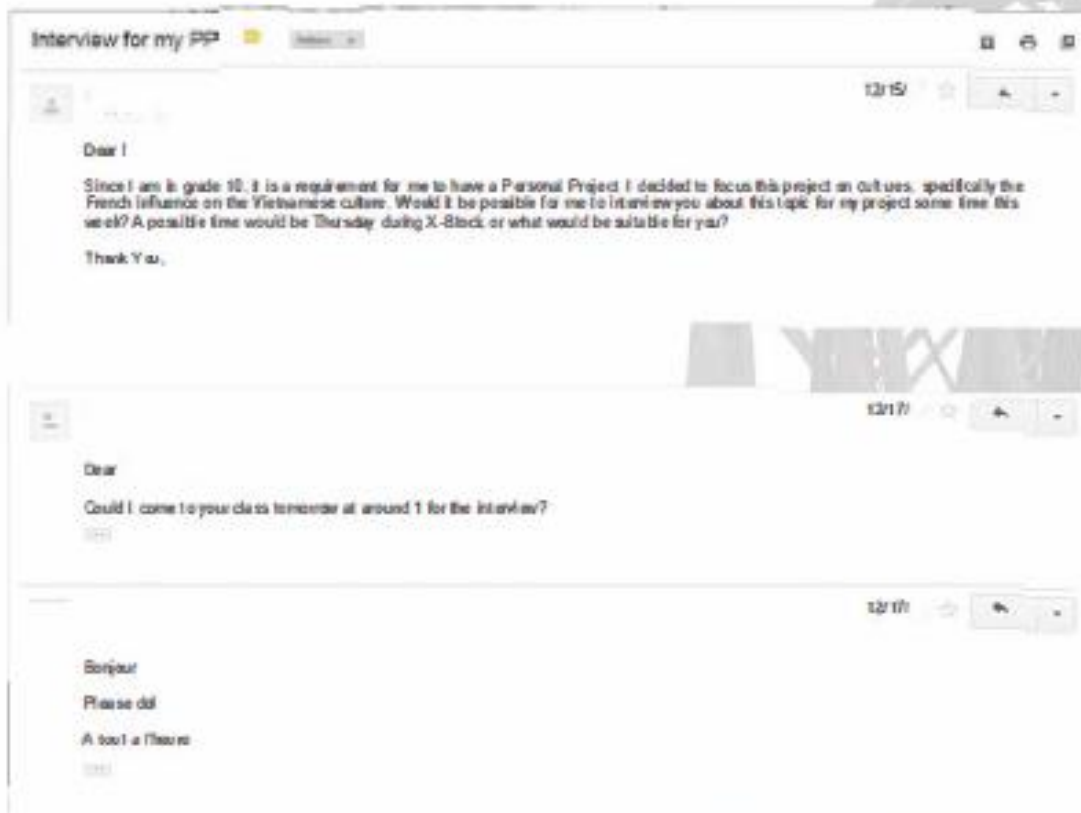 Interview for my PP
12/15/
Dear
Since I am in grade 10, it is a requirement for me to have a Personal Project. I decided to focus this project on cultures, specifically the
French influence on the Vietnamese culture. Would it be possible for me to interview you about this topic for my project some time this
week? A possible time would be Thursday during X-Block, or what would be suitable for you?
Thank You,
12/17/
Dear
Could I come to your class tomorrow at around 1 for the interview?
12/17/
Bonjour
Please do!
A tout a l'heure